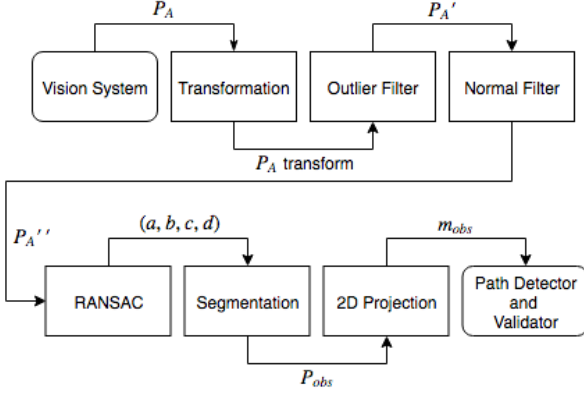 P_A
P_A'
Vision System
Transformation
Outlier Filter
Normal Filter
P_A transform
P_A''
(a, b, c, d)
m_obs
RANSAC
Segmentation
2D Projection
Path Detector
and
Validator
P_obs